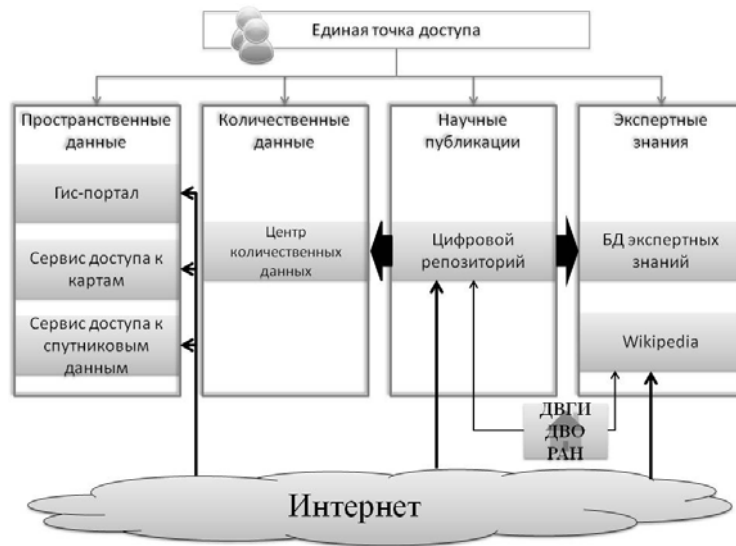 Единая точка доступа
Пространственные
данные
Гис-портал
Сервис доступа к
картам
Сервис доступа к
спутниковым
данным
Количественные
данные
Центр
количественных
данных
Научные
публикации
Цифровой
репозиторий
Экспертные
знания
БД экспертных
знаний
Wikipedia
ДВГИ
ДВО
РАН
Интернет